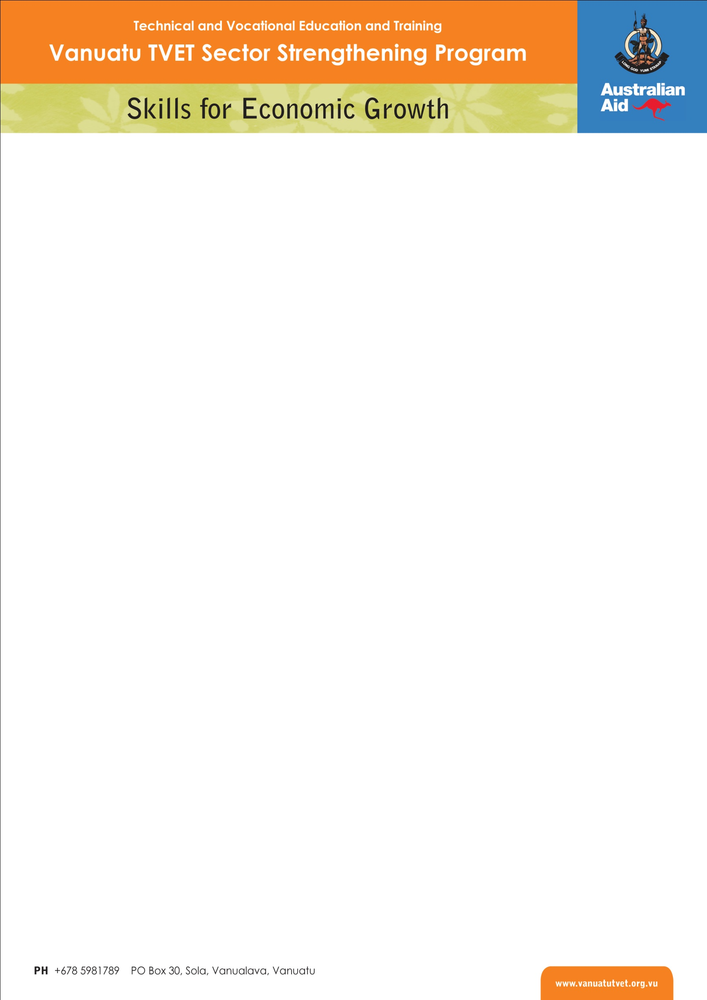 Technical and Vocational Education and Training
Vanuatu TVET Sector Strengthening Program
LONG GOD YUMI STANAP
Australian
Aid
Skills for Economic Growth
PH +678 5981789 PO Box 30, Sola, Vanualava, Vanuatu
www.vanuatutvet.org.vu